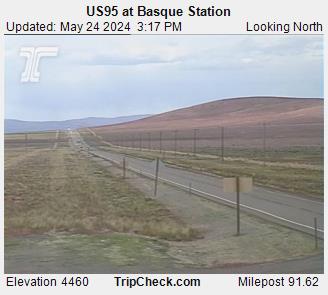 US95 at Basque Station
Updated: May 24 2024 3:17 PM Looking North
Elevation 4460 TripCheck.com Milepost 91.62